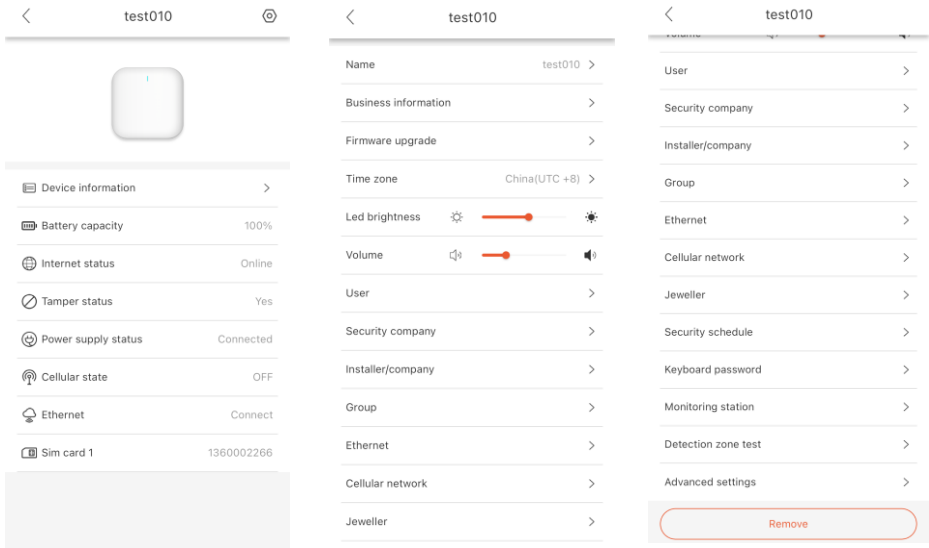 test010
Device information
Battery capacity 100%
Internet status Online
Tamper status Yes
Power supply status Connected
Cellular state OFF
Ethernet Connect
Sim card 1 1360002266
test010
Name test010
Business information
Firmware upgrade
Time zone China(UTC +8)
Led brightness
Volume
User
Security company
Installer/company
Group
Ethernet
Cellular network
Jeweller
test010
Volume
User
Security company
Installer/company
Group
Ethernet
Cellular network
Jeweller
Security schedule
Keyboard password
Monitoring station
Detection zone test
Advanced settings
Remove